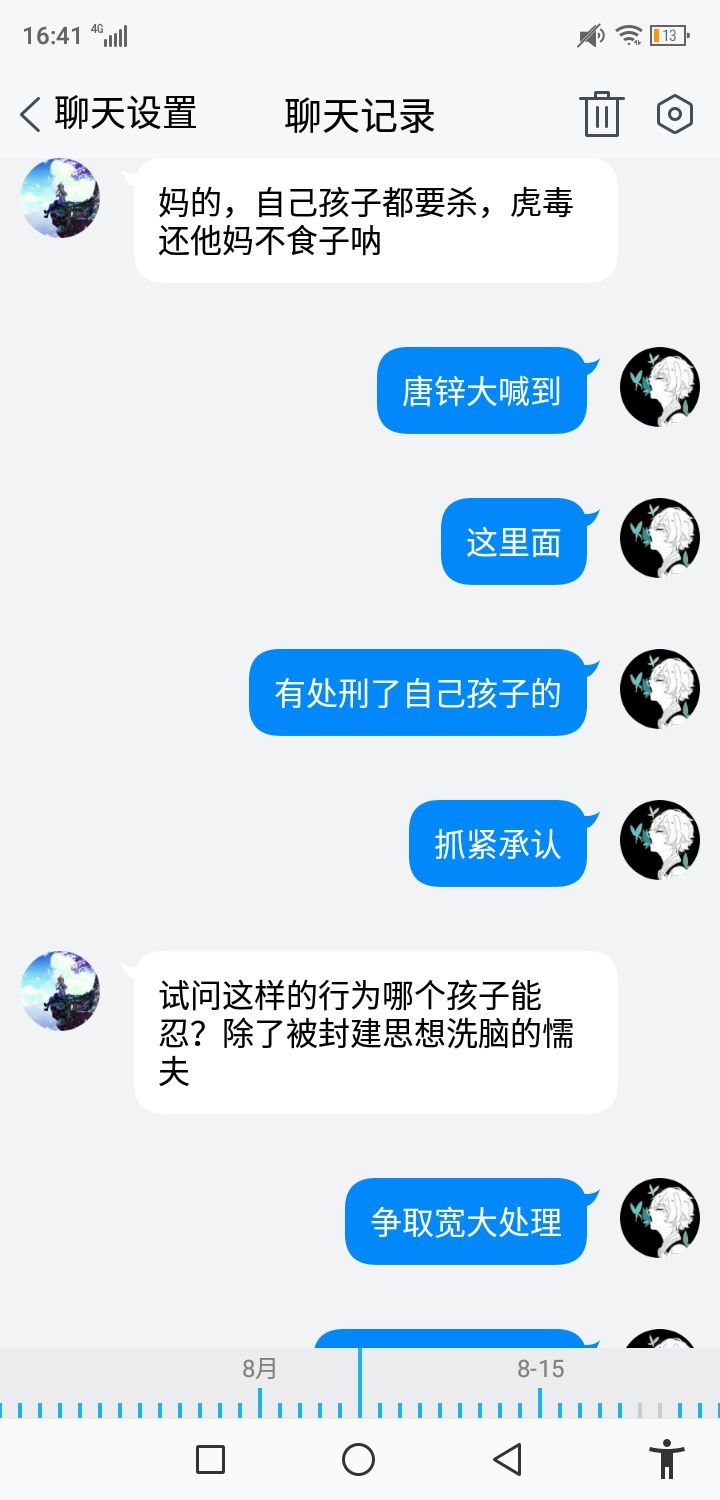 16:41 4G 13
聊天设置 聊天记录
妈的，自己孩子都要杀，虎毒
还他妈不食子呐
唐锌大喊到
这里面
有处刑了自己孩子的
抓紧承认
试问这样的行为哪个孩子能
忍？除了被封建思想洗脑的懦
夫
争取宽大处理
8月 8-15